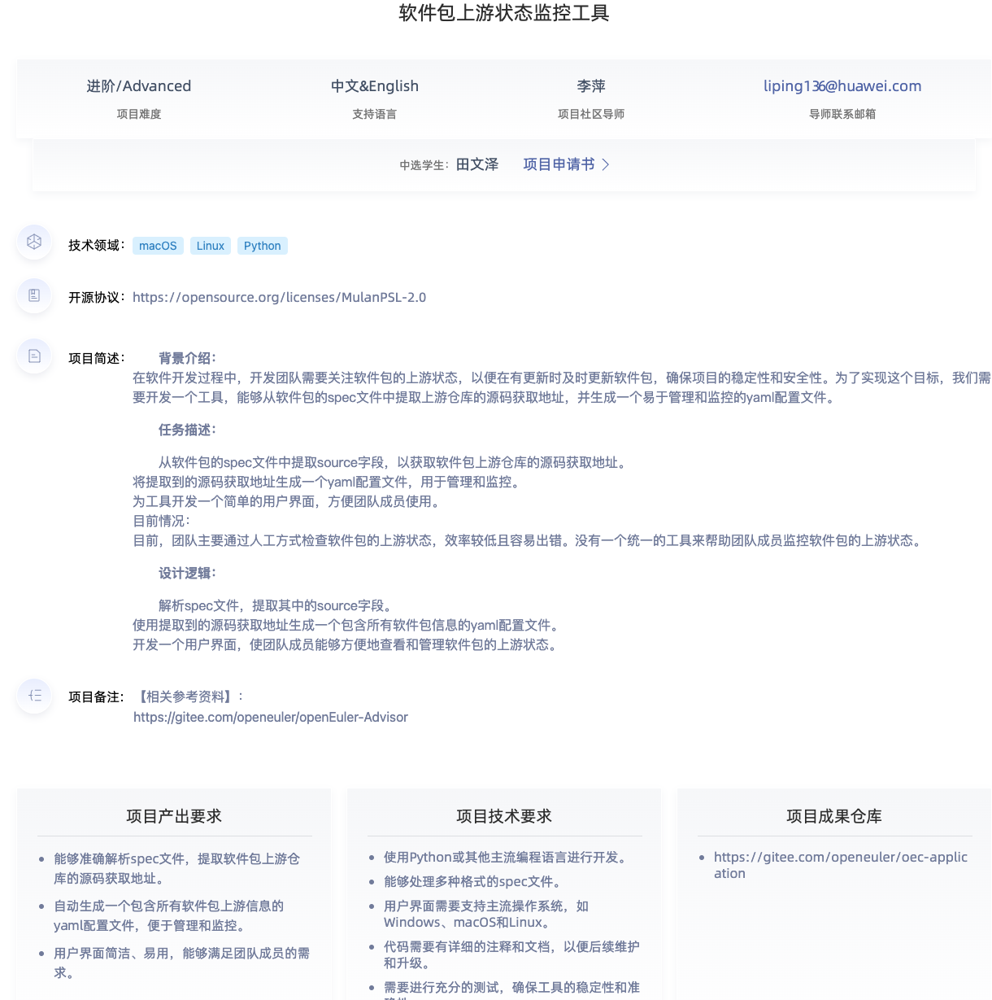 软件包上游状态监控工具
进阶/Advanced
项目难度
中文&English
支持语言
李萍
项目社区导师
liping136@huawei.com
导师联系邮箱
中选学生：田文泽 项目申请书 >
技术领域： macOS Linux Python
开源协议：https://opensource.org/licenses/MulanPSL-2.0
项目简述： 背景介绍：
在软件开发过程中，开发团队需要关注软件包的上游状态，以便在有更新时及时更新软件包，确保项目的稳定性和安全性。为了实现这个目标，我们需
要开发一个工具，能够从软件包的spec文件中提取上游仓库的源码获取地址，并生成一个易于管理和监控的yaml配置文件。
任务描述：
从软件包的spec文件中提取source字段，以获取软件包上游仓库的源码获取地址。
将提取到的源码获取地址生成一个yaml配置文件，用于管理和监控。
为工具开发一个简单的用户界面，方便团队成员使用。
目前情况：
目前，团队主要通过人工方式检查软件包的上游状态，效率较低且容易出错。没有一个统一的工具来帮助团队成员监控软件包的上游状态。
设计逻辑：
解析spec文件，提取其中的source字段。
使用提取到的源码获取地址生成一个包含所有软件包信息的yaml配置文件。
开发一个用户界面，使团队成员能够方便地查看和管理软件包的上游状态。
项目备注： 【相关参考资料】：
https://gitee.com/openeuler/openEuler-Advisor
项目产出要求
• 能够准确解析spec文件，提取软件包上游仓
库的源码获取地址。
• 自动生成一个包含所有软件包上游信息的
yaml配置文件，便于管理和监控。
• 用户界面简洁、易用，能够满足团队成员的需
求。
项目技术要求
• 使用Python或其他主流编程语言进行开发。
• 能够处理多种格式的spec文件。
• 用户界面需要支持主流操作系统，如
Windows、macOS和Linux。
• 代码需要有详细的注释和文档，以便后续维护
和升级。
• 需要进行充分的测试，确保工具的稳定性和准
项目成果仓库
• https://gitee.com/openeuler/oec-applic
ation